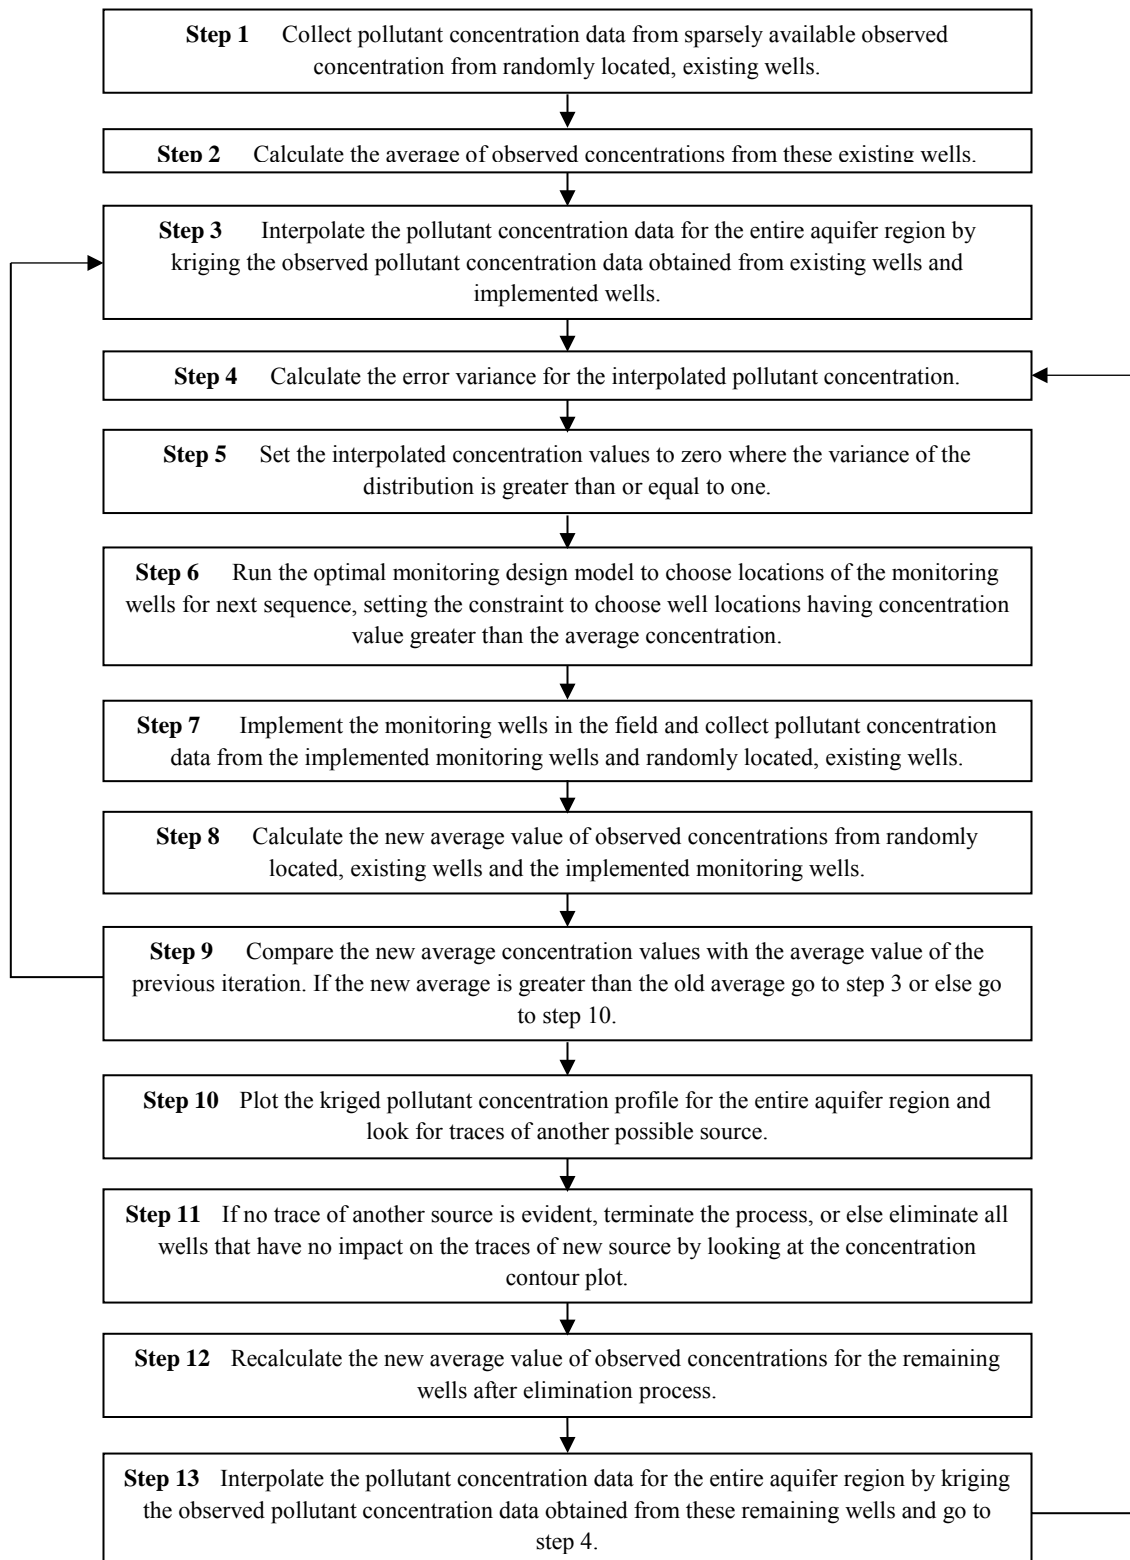 Step 1 Collect pollutant concentration data from sparsely available observed
concentration from randomly located, existing wells.
Step 2 Calculate the average of observed concentrations from these existing wells.
Step 3 Interpolate the pollutant concentration data for the entire aquifer region by
kriging the observed pollutant concentration data obtained from existing wells and
implemented wells.
Step 4 Calculate the error variance for the interpolated pollutant concentration.
Step 5 Set the interpolated concentration values to zero where the variance of the
distribution is greater than or equal to one.
Step 6 Run the optimal monitoring design model to choose locations of the monitoring
wells for next sequence, setting the constraint to choose well locations having concentration
value greater than the average concentration.
Step 7 Implement the monitoring wells in the field and collect pollutant concentration
data from the implemented monitoring wells and randomly located, existing wells.
Step 8 Calculate the new average value of observed concentrations from randomly
located, existing wells and the implemented monitoring wells.
Step 9 Compare the new average concentration values with the average value of the
previous iteration. If the new average is greater than the old average go to step 3 or else go
to step 10.
Step 10 Plot the kriged pollutant concentration profile for the entire aquifer region and
look for traces of another possible source.
Step 11 If no trace of another source is evident, terminate the process, or else eliminate all
wells that have no impact on the traces of new source by looking at the concentration
contour plot.
Step 12 Recalculate the new average value of observed concentrations for the remaining
wells after elimination process.
Step 13 Interpolate the pollutant concentration data for the entire aquifer region by kriging
the observed pollutant concentration data obtained from these remaining wells and go to
step 4.